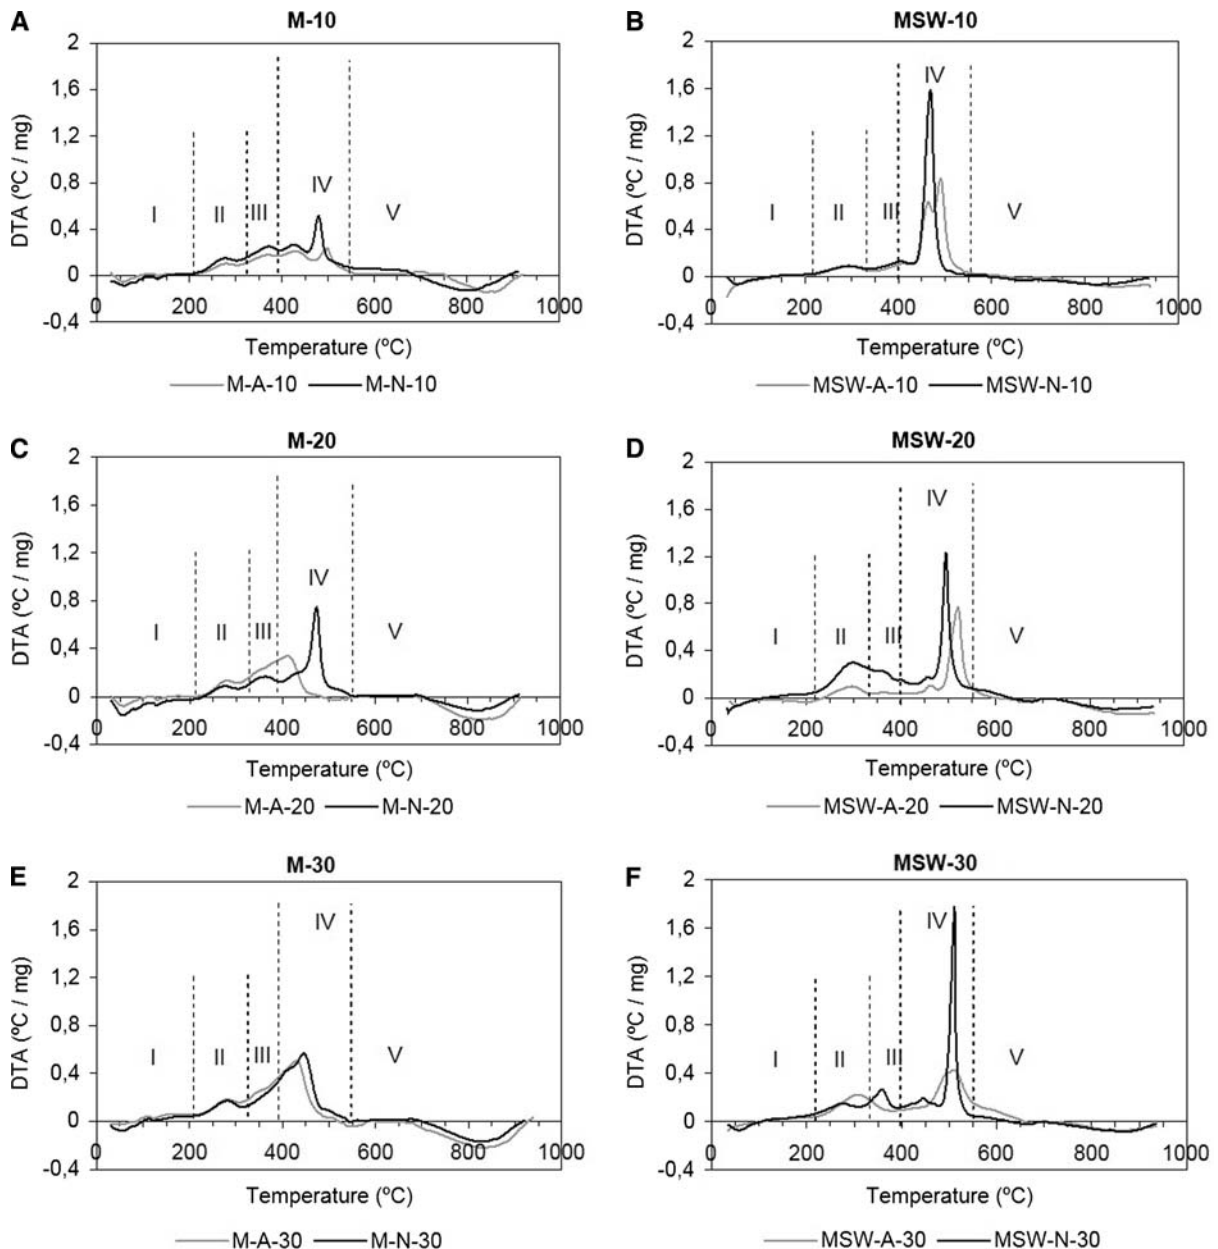 A
M-10
2
1,6
1,2
0,8
0,4
0
-0,4
DTA (ºC / mg)
I
II
III
IV
V
0
200
400
600
800
1000
Temperature (ºC)
M-A-10
M-N-10
B
MSW-10
2
1,6
1,2
0,8
0,4
0
-0,4
DTA (ºC / mg)
I
II
III
IV
V
0
200
400
600
800
1000
Temperature (ºC)
MSW-A-10
MSW-N-10
C
M-20
2
1,6
1,2
0,8
0,4
0
-0,4
DTA (ºC / mg)
I
II
III
IV
V
0
200
400
600
800
1000
Temperature (ºC)
M-A-20
M-N-20
D
MSW-20
2
1,6
1,2
0,8
0,4
0
-0,4
DTA (ºC / mg)
I
II
III
IV
V
0
200
400
600
800
1000
Temperature (ºC)
MSW-A-20
MSW-N-20
E
M-30
2
1,6
1,2
0,8
0,4
0
-0,4
DTA (ºC / mg)
I
II
III
IV
V
0
200
400
600
800
1000
Temperature (ºC)
M-A-30
M-N-30
F
MSW-30
2
1,6
1,2
0,8
0,4
0
-0,4
DTA (ºC / mg)
I
II
III
IV
V
0
200
400
600
800
1000
Temperature (ºC)
MSW-A-30
MSW-N-30